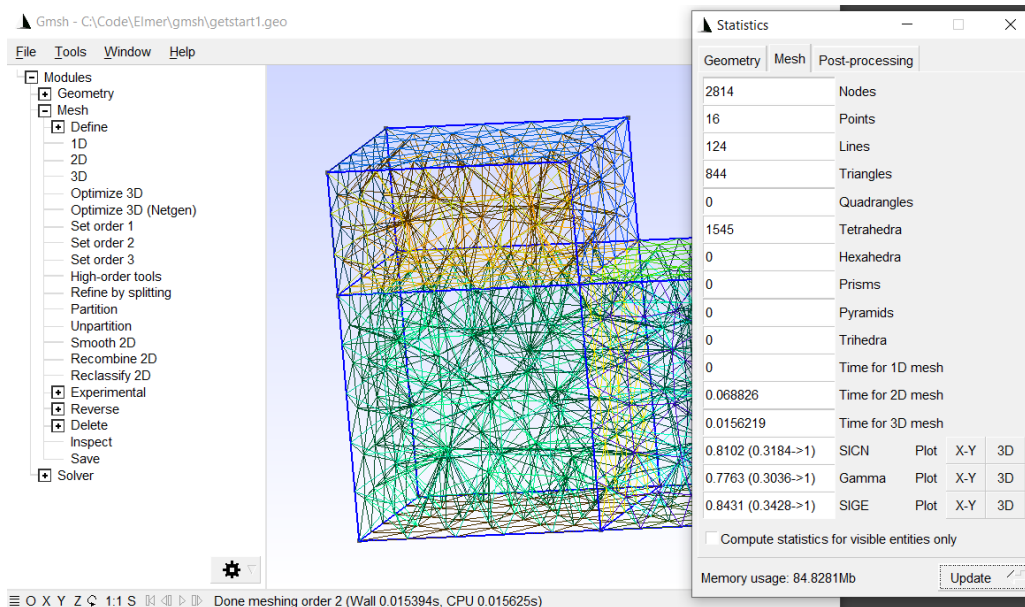 Gmsh - C:\Code\Elmer\gmsh\getstart1.geo
File Tools Window Help
Modules
Geometry
Mesh
Define
1D
2D
3D
Optimize 3D
Optimize 3D (Netgen)
Set order 1
Set order 2
Set order 3
High-order tools
Refine by splitting
Partition
Unpartition
Smooth 2D
Recombine 2D
Reclassify 2D
Experimental
Reverse
Delete
Inspect
Save
Solver
O X Y Z 1:1 S Done meshing order 2 (Wall 0.015394s, CPU 0.015625s)
Statistics
Geometry Mesh Post-processing
2814 Nodes
16 Points
124 Lines
844 Triangles
0 Quadrangles
1545 Tetrahedra
0 Hexahedra
0 Prisms
0 Pyramids
0 Trihedra
0 Time for 1D mesh
0.068826 Time for 2D mesh
0.0156219 Time for 3D mesh
0.8102 (0.3184->1) SICN Plot X-Y 3D
0.7763 (0.3036->1) Gamma Plot X-Y 3D
0.8431 (0.3428->1) SIGE Plot X-Y 3D
Compute statistics for visible entities only
Memory usage: 84.8281Mb Update